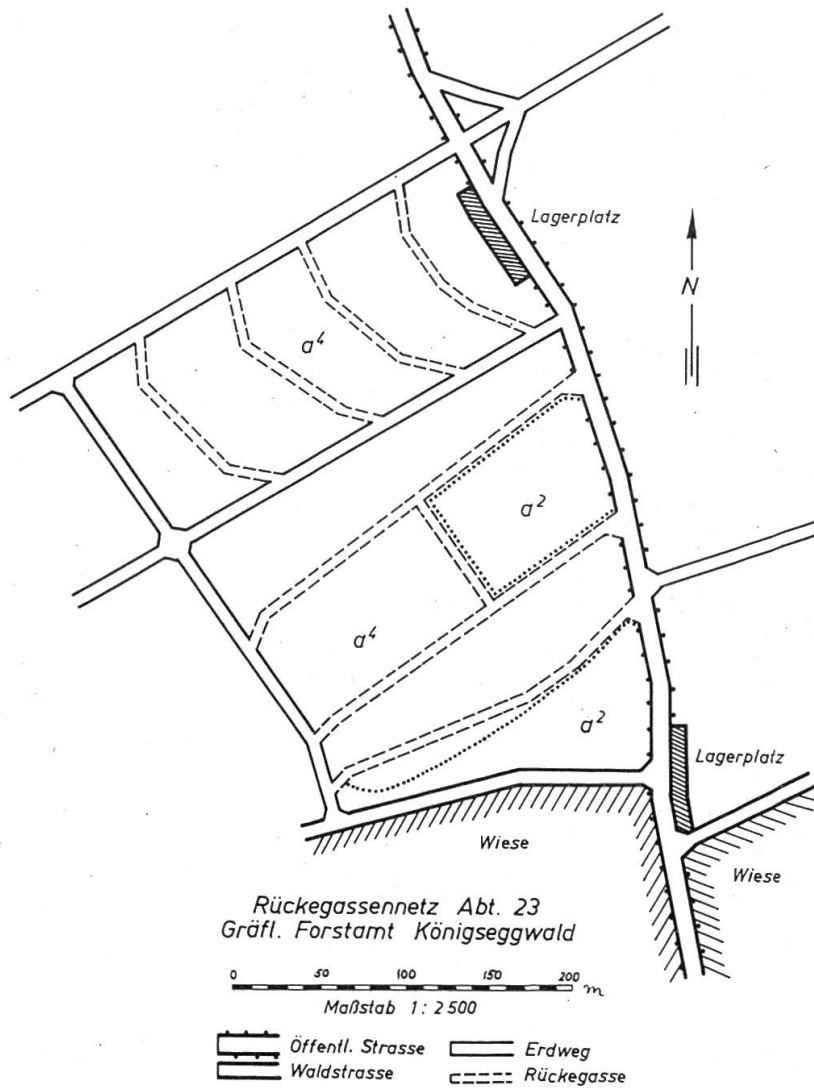 Lagerplatz
N
a⁴
a²
a⁴
a²
Lagerplatz
Wiese
Wiese
Rückegassennetz Abt. 23
Gräfl. Forstamt Königseggwald
0 50 100 150 200 m
Maßstab 1:2500
Öffentl. Strasse
Erdweg
Waldstrasse
Rückegasse